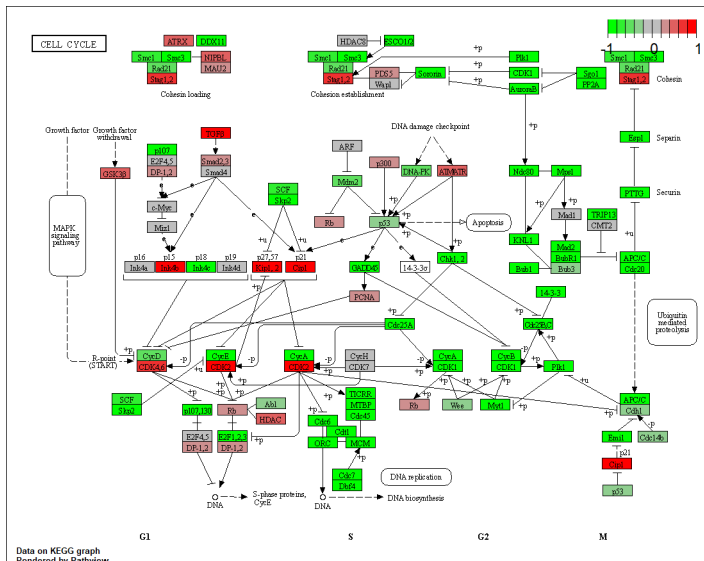 CELL CYCLE
-1 0 1
ATRX DDX11
Smc1 Smc3 NIPBL
Rad21 MAU2
Stag1,2
Cohesin loading
HDAC8 ESCO1/2
Smc1 Smc3 +p Plk1
Rad21 PDS5 Sororin CDK1 Sgo1
Stag1,2 Wapl +p +p PP2A
AuroraB
Cohesion establishment
Smc1 Smc3
Rad21
Stag1,2 Cohesin
Growth factor
Growth factor
withdrawal
TGFβ
DNA damage checkpoint
+p
GSK3β p107
E2F4,5
DP-1,2
Smad2,3
Smad4
ARF
p300
DNA-PK ATM/ATR
Mdm2
Ndc80 Mps1
Esp1 Separin
MAPK
signaling
pathway
c-Myc
Miz1
SCF
Skp2
Rb p53 Apoptosis
+p +p +p
PTTG Securin
Mad1 TRIP13
CMT2
KNL1 Mad2
BubR1
Bub1 Bub3
APC/C
Cdc20
+u
p16 p15 p18 p19 p27,57 p21
Ink4a Ink4b Ink4c Ink4d Kip1,2 Cip1
GADD45 14-3-3σ Chk1, 2
PCNA
14-3-3
+p +p
Cdc25A
Ubiquitin
mediated
proteolysis
R-point
(START)
CycD CycE CycA CycH CycA CycB
CDK4,6 CDK2 CDK2 CDK7 CDK1 CDK1 Plk1
+p -p -p +p -p -p +p
SCF
Skp2
p107,130 Rb Abl
HDAC
TICRR
MTBP
Cdc45
Rb Wee Myt1
APC/C
Cdh1
+u
E2F4,5 E2F1,2,3
DP-1,2 DP-1,2
Cdc6 Cdt1
ORC MCM
Emi1 Cdc14b
-p
p21
Cip1
p53
Cdc7
Dbf4
DNA replication
DNA S-phase proteins,
CycE
DNA DNA biosynthesis
G1 S G2 M
Data on KEGG graph
Rendered by Pathview